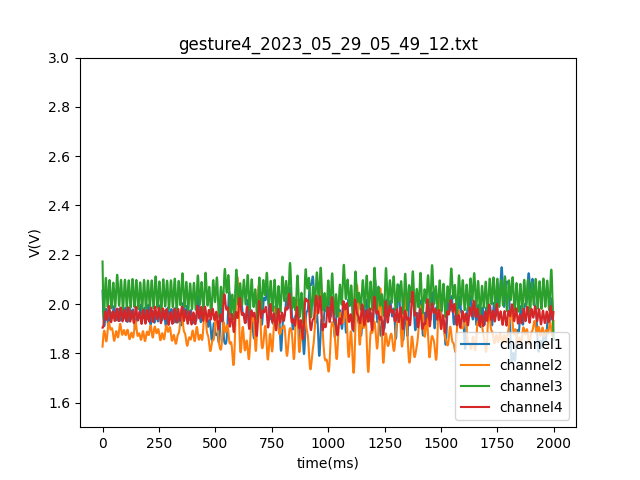 gesture4_2023_05_29_05_49_12.txt
3.0
2.8
2.6
2.4
2.2
2.0
1.8
1.6
V(V)
channel1
channel2
channel3
channel4
0 250 500 750 1000 1250 1500 1750 2000
time(ms)